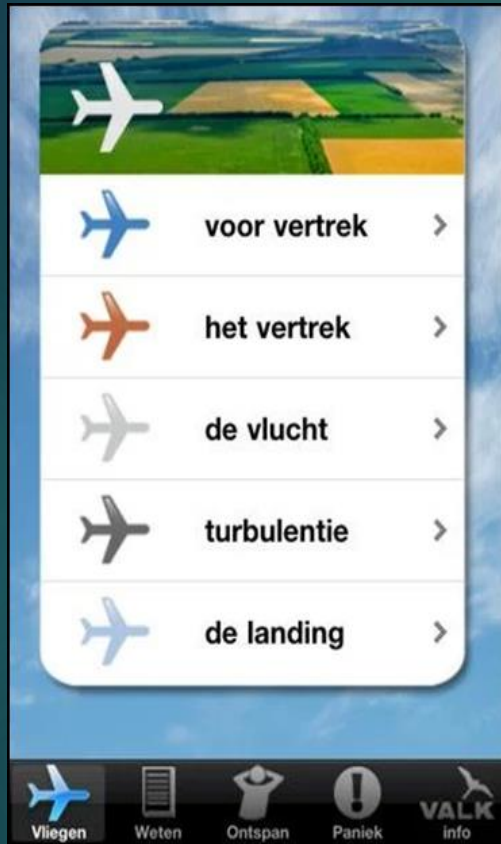 voor vertrek
het vertrek
de vlucht
turbulentie
de landing
Vliegen
Weten
Ontspan
Paniek
VALK
info